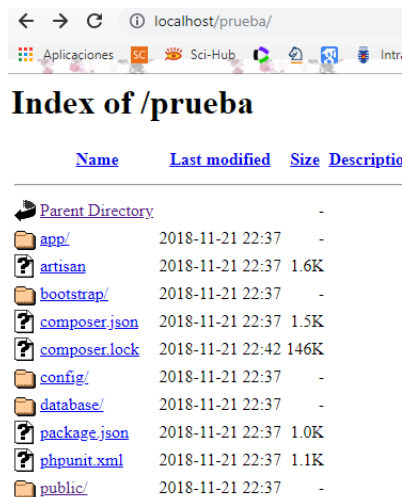 localhost/prueba/
Aplicaciones SC Sci-Hub Intr
Index of /prueba
Name Last modified Size Descriptio
Parent Directory -
app/ 2018-11-21 22:37 -
artisan 2018-11-21 22:37 1.6K
bootstrap/ 2018-11-21 22:37 -
composer.json 2018-11-21 22:37 1.5K
composer.lock 2018-11-21 22:42 146K
config/ 2018-11-21 22:37 -
database/ 2018-11-21 22:37 -
package.json 2018-11-21 22:37 1.0K
phpunit.xml 2018-11-21 22:37 1.1K
public/ 2018-11-21 22:37 -